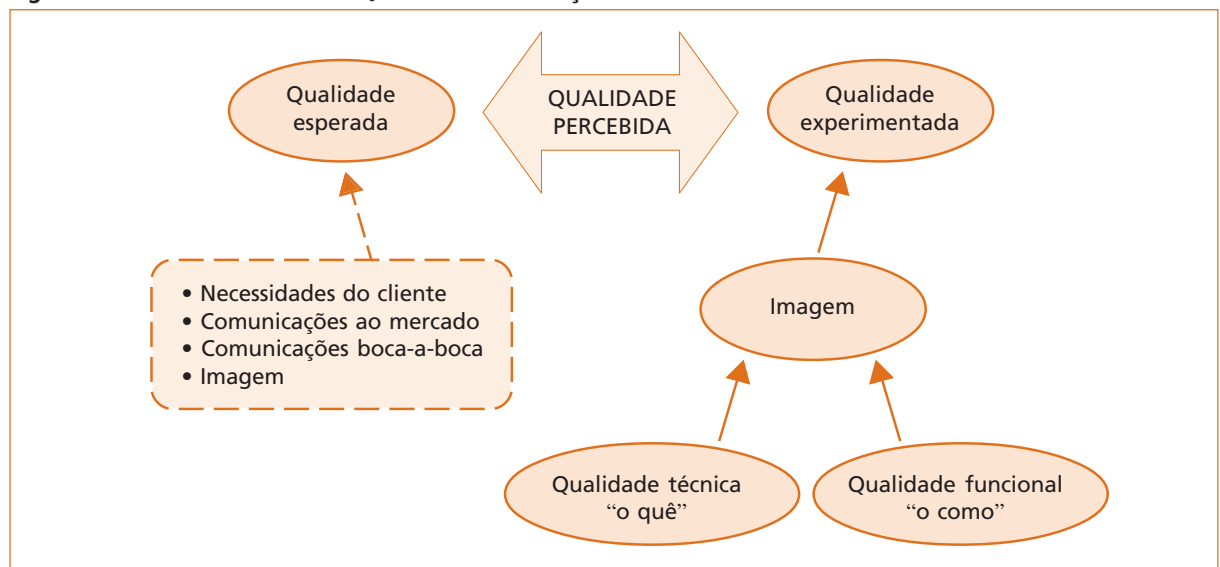 Qualidade
esperada
QUALIDADE
PERCEBIDA
Qualidade
experimentada
• Necessidades do cliente
• Comunicações ao mercado
• Comunicações boca-a-boca
• Imagem
Imagem
Qualidade técnica
“o quê”
Qualidade funcional
“o como”